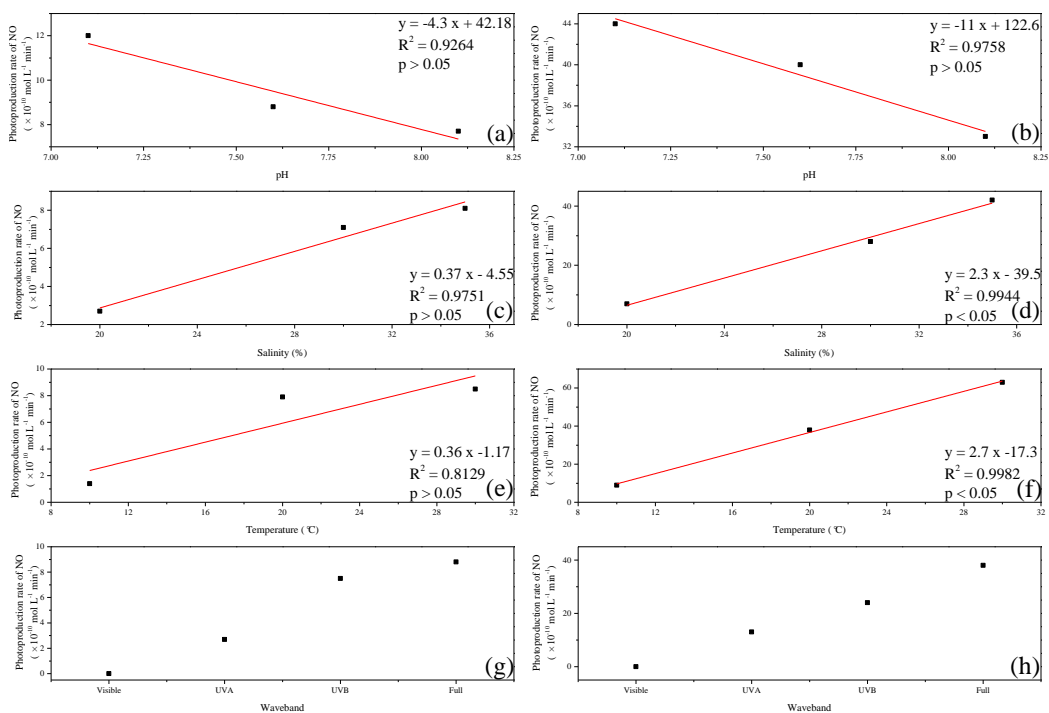 Photoproduction rate of NO
( ×10⁻¹⁰ mol L⁻¹ min⁻¹)
12
10
8
y = -4.3 x + 42.18
R² = 0.9264
p > 0.05
(a)
7.00 7.25 7.50 7.75 8.00 8.25
pH
Photoproduction rate of NO
( ×10⁻¹⁰ mol L⁻¹ min⁻¹)
44
40
36
32
y = -11 x + 122.6
R² = 0.9758
p > 0.05
(b)
7.00 7.25 7.50 7.75 8.00 8.25
pH
Photoproduction rate of NO
( ×10⁻¹⁰ mol L⁻¹ min⁻¹)
8
6
4
2
y = 0.37 x - 4.55
R² = 0.9751
p > 0.05
(c)
20 24 28 32 36
Salinity (%)
Photoproduction rate of NO
( ×10⁻¹⁰ mol L⁻¹ min⁻¹)
40
20
0
y = 2.3 x - 39.5
R² = 0.9944
p < 0.05
(d)
20 24 28 32 36
Salinity (%)
Photoproduction rate of NO
( ×10⁻¹⁰ mol L⁻¹ min⁻¹)
10
8
6
4
2
0
y = 0.36 x -1.17
R² = 0.8129
p > 0.05
(e)
8 12 16 20 24 28 32
Temperature (℃)
Photoproduction rate of NO
( ×10⁻¹⁰ mol L⁻¹ min⁻¹)
60
40
20
0
y = 2.7 x -17.3
R² = 0.9982
p < 0.05
(f)
8 12 16 20 24 28 32
Temperature (℃)
Photoproduction rate of NO
( ×10⁻¹⁰ mol L⁻¹ min⁻¹)
10
8
6
4
2
0
(g)
Visible UVA UVB Full
Waveband
Photoproduction rate of NO
( ×10⁻¹⁰ mol L⁻¹ min⁻¹)
40
20
0
(h)
Visible UVA UVB Full
Waveband